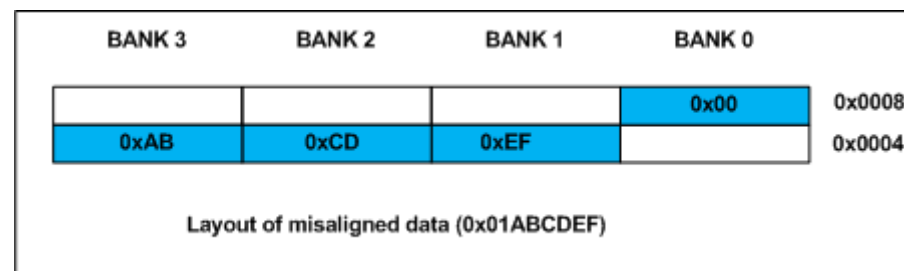 BANK 3 BANK 2 BANK 1 BANK 0
0x00 0x0008
0xAB 0xCD 0xEF 0x0004
Layout of misaligned data (0x01ABCDEF)